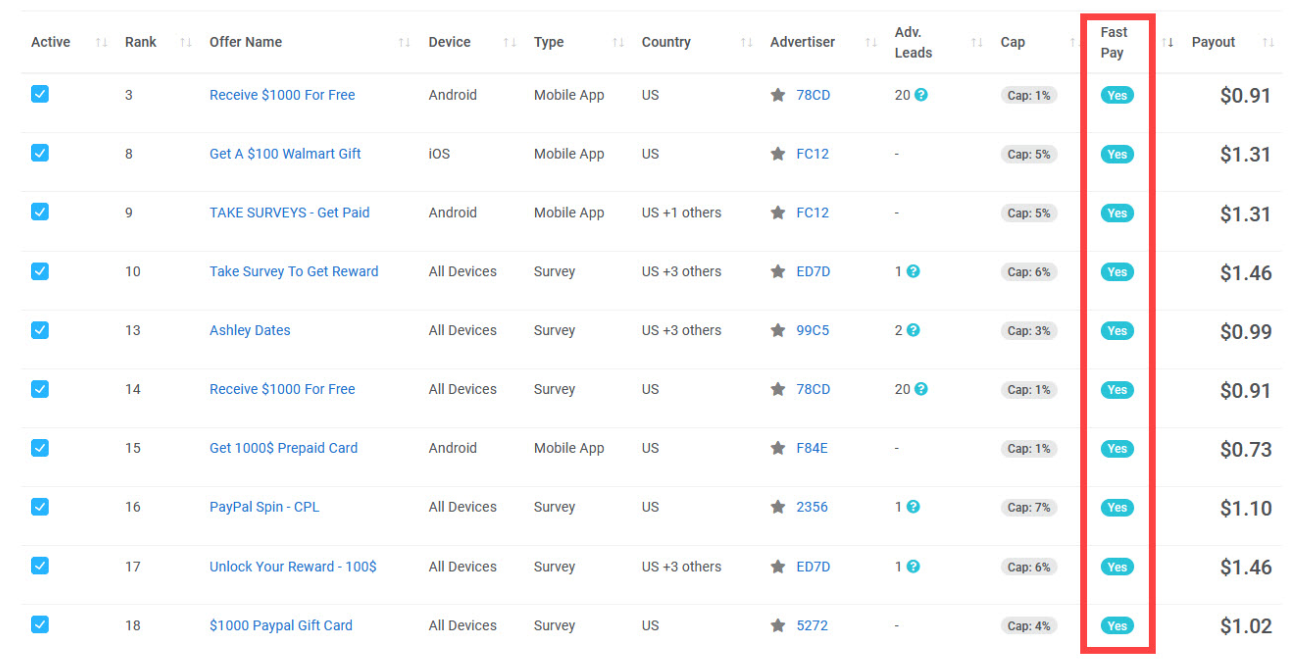 Active Rank Offer Name Device Type Country Advertiser Adv. Leads Cap Fast Pay Payout
3 Receive $1000 For Free Android Mobile App US 78CD 20 ? Cap: 1% Yes $0.91
8 Get A $100 Walmart Gift iOS Mobile App US FC12 - Cap: 5% Yes $1.31
9 TAKE SURVEYS - Get Paid Android Mobile App US +1 others FC12 - Cap: 5% Yes $1.31
10 Take Survey To Get Reward All Devices Survey US +3 others ED7D 1 ? Cap: 6% Yes $1.46
13 Ashley Dates All Devices Survey US +3 others 99C5 2 ? Cap: 3% Yes $0.99
14 Receive $1000 For Free All Devices Survey US 78CD 20 ? Cap: 1% Yes $0.91
15 Get 1000$ Prepaid Card Android Mobile App US F84E - Cap: 1% Yes $0.73
16 PayPal Spin - CPL All Devices Survey US 2356 1 ? Cap: 7% Yes $1.10
17 Unlock Your Reward - 100$ All Devices Survey US +3 others ED7D 1 ? Cap: 6% Yes $1.46
18 $1000 Paypal Gift Card All Devices Survey US 5272 - Cap: 4% Yes $1.02